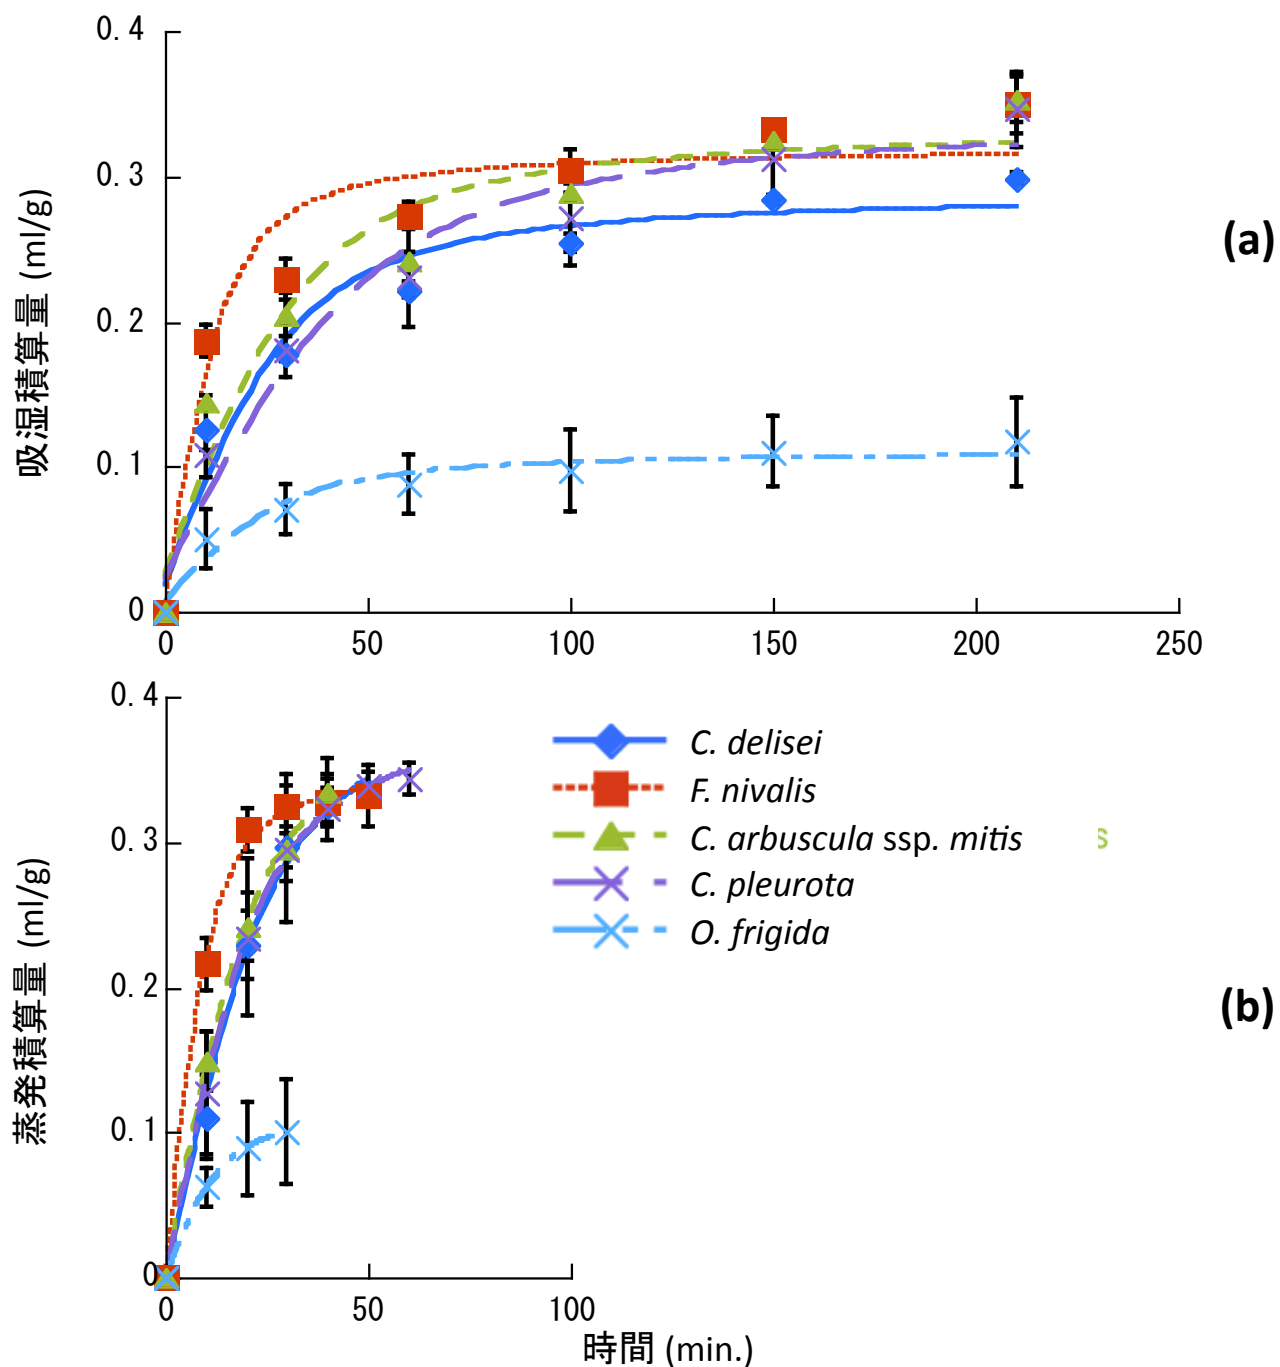 0.4
0.3
0.2
0.1
0
吸湿積算量 (ml/g)
(a)
0 50 100 150 200 250
0.4
0.3
0.2
0.1
0
蒸発積算量 (ml/g)
C. delisei
F. nivalis
C. arbuscula ssp. mitis s
C. pleurota
O. frigida
(b)
0 50 100
時間 (min.)